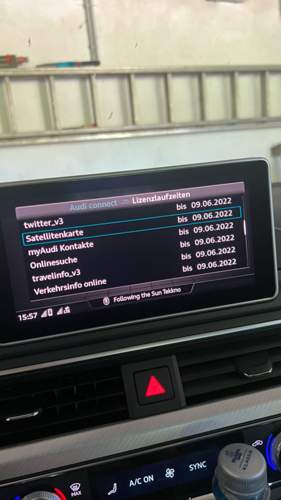 Audi connect Lizenzlaufzeiten
twitter_v3 bis 09.06.2022
Satellitenkarte bis 09.06.2022
myAudi Kontakte bis 09.06.2022
Onlinesuche bis 09.06.2022
travelinfo_v3 bis 09.06.2022
Verkehrsinfo online bis 09.06.2022
Following the Sun Tekkno
15:57
MAX
A/C ON
SYNC